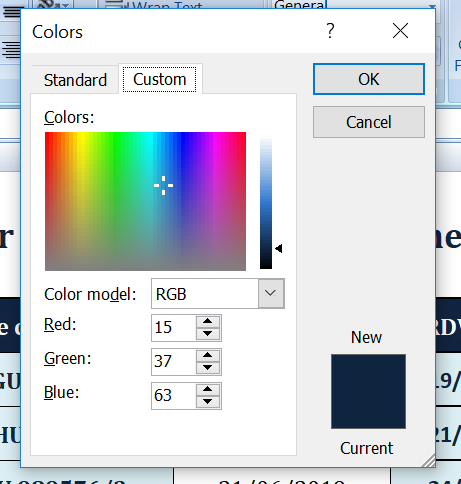 Wrap Text
General
Colors
?
Standard
Custom
OK
Cancel
Colors:
Color model: RGB
Red: 15
Green: 37
Blue: 63
New
Current